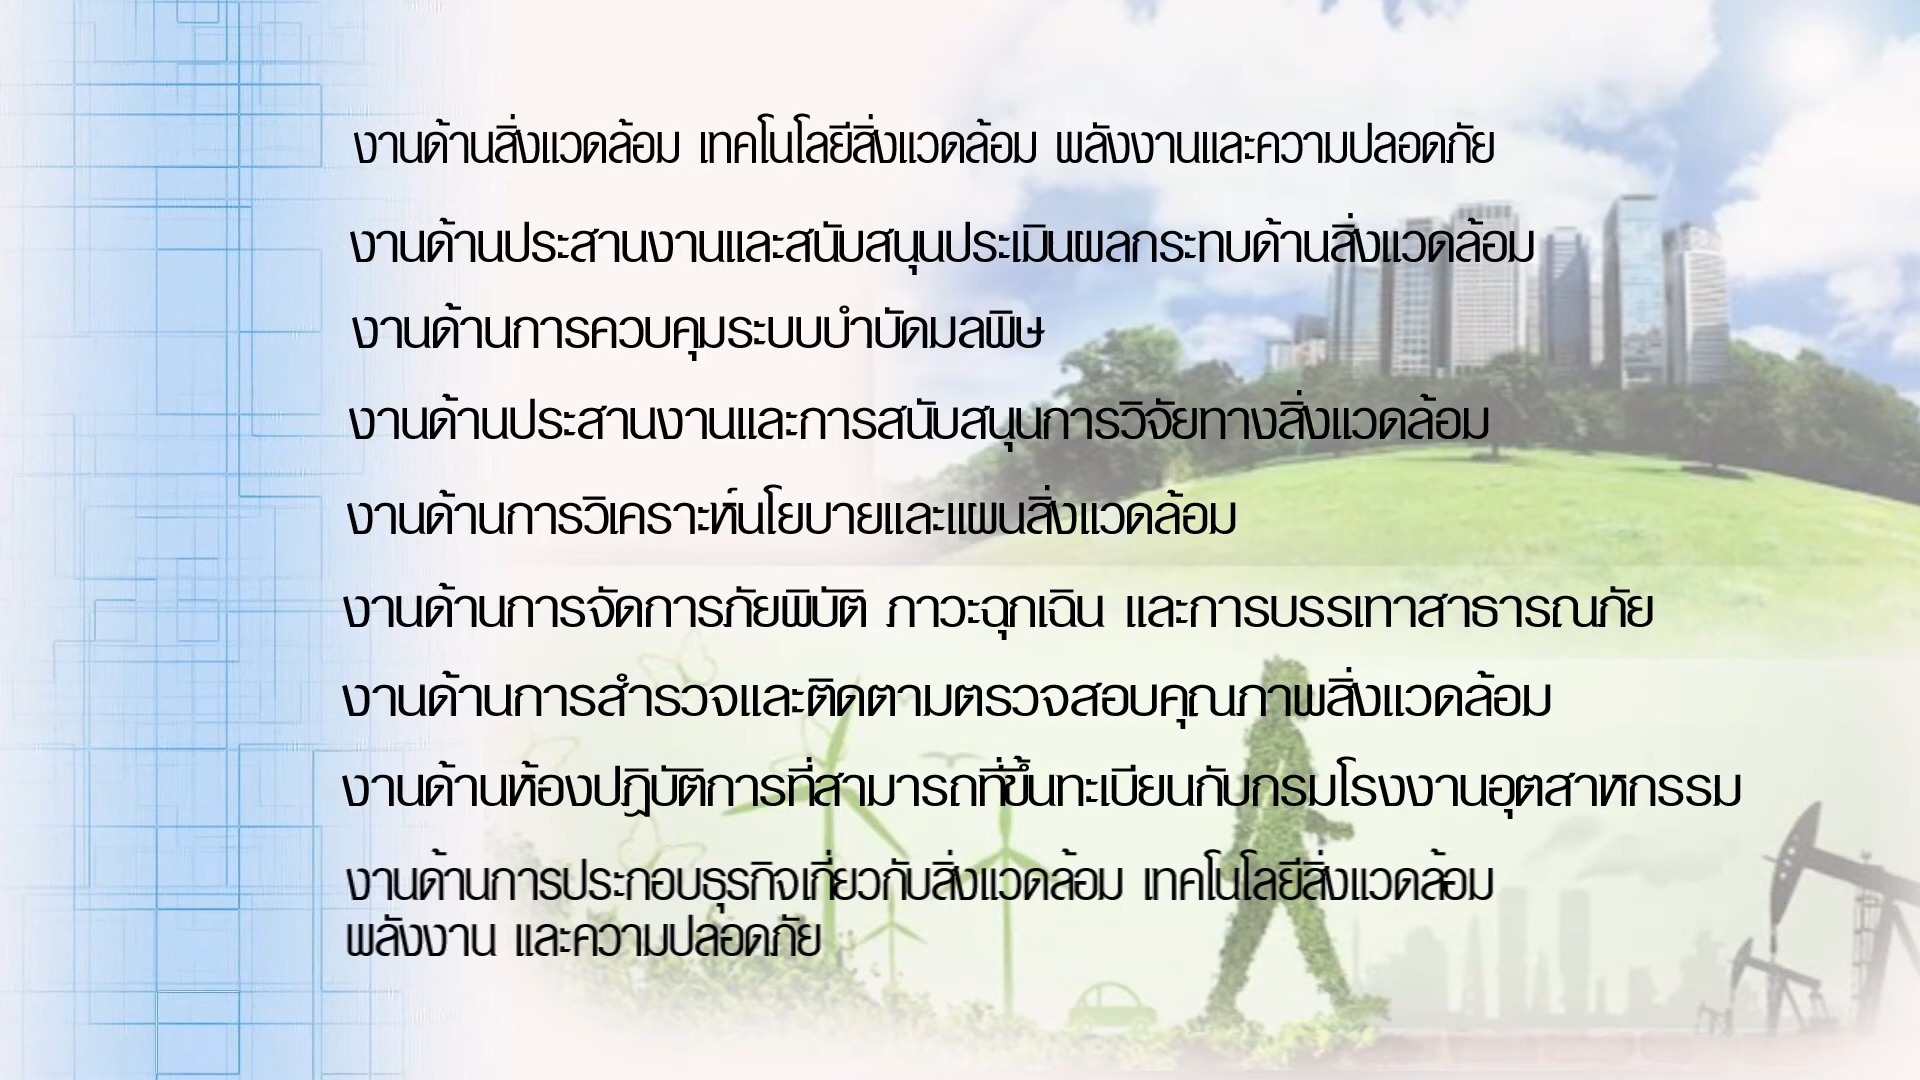 งานด้านสิ่งแวดล้อม เทคโนโลยีสิ่งแวดล้อม พลังงานและความปลอดภัย
งานด้านประสานงานและสนับสนุนประเมินผลกระทบด้านสิ่งแวดล้อม
งานด้านการควบคุมระบบบำบัดมลพิษ
งานด้านประสานงานและการสนับสนุนการวิจัยทางสิ่งแวดล้อม
งานด้านการวิเคราะห์นโยบายและแผนสิ่งแวดล้อม
งานด้านการจัดการภัยพิบัติ ภาวะฉุกเฉิน และการบรรเทาสาธารณภัย
งานด้านการสำรวจและติดตามตรวจสอบคุณภาพสิ่งแวดล้อม
งานด้านห้องปฏิบัติการที่สามารถที่ขึ้นทะเบียนกับกรมโรงงานอุตสาหกรรม
งานด้านการประกอบธุรกิจเกี่ยวกับสิ่งแวดล้อม เทคโนโลยีสิ่งแวดล้อม
พลังงาน และความปลอดภัย